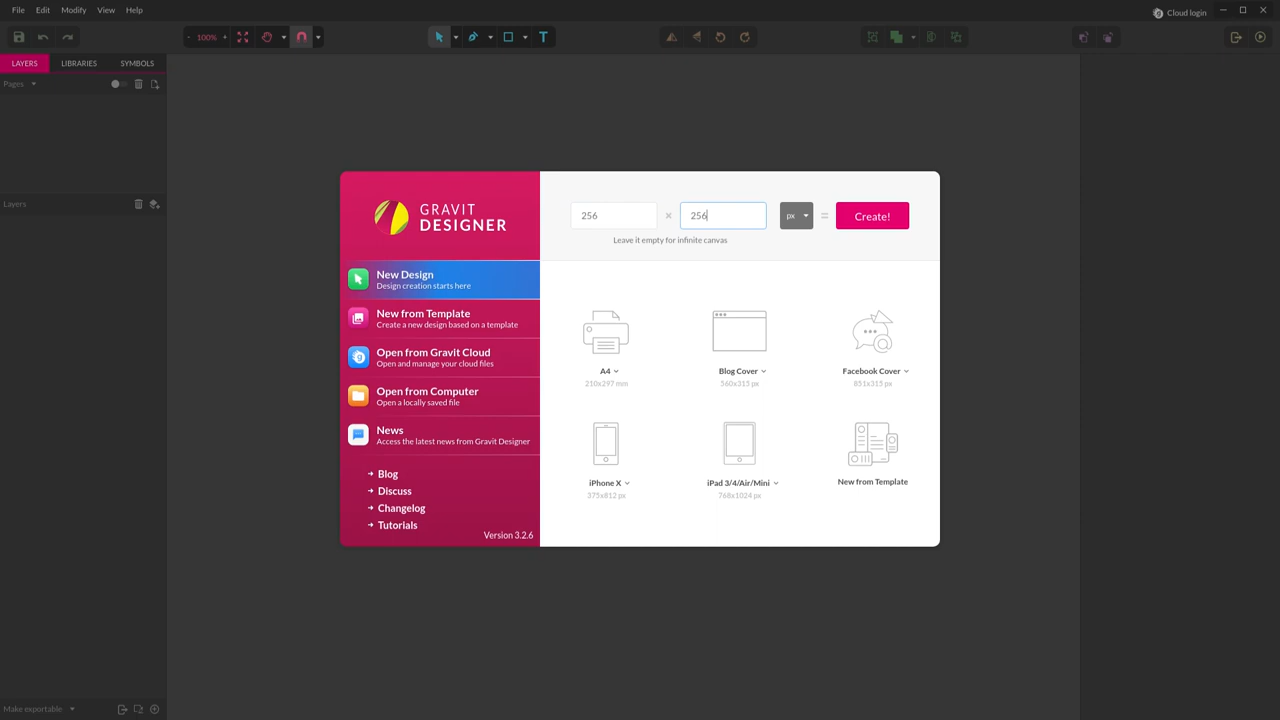 File Edit Modify View Help
Cloud login
- 100% +
T
LAYERS LIBRARIES SYMBOLS
Pages
Layers
GRAVIT
DESIGNER
256 × 256 px = Create!
Leave it empty for infinite canvas
New Design
Design creation starts here
New from Template
Create a new design based on a template
Open from Gravit Cloud
Open and manage your cloud files
Open from Computer
Open a locally saved file
News
Access the latest news from Gravit Designer
Blog
Discuss
Changelog
Tutorials
Version 3.2.6
A4
210x297 mm
Blog Cover
560x315 px
Facebook Cover
851x315 px
iPhone X
375x812 px
iPad 3/4/Air/Mini
768x1024 px
New from Template
Make exportable